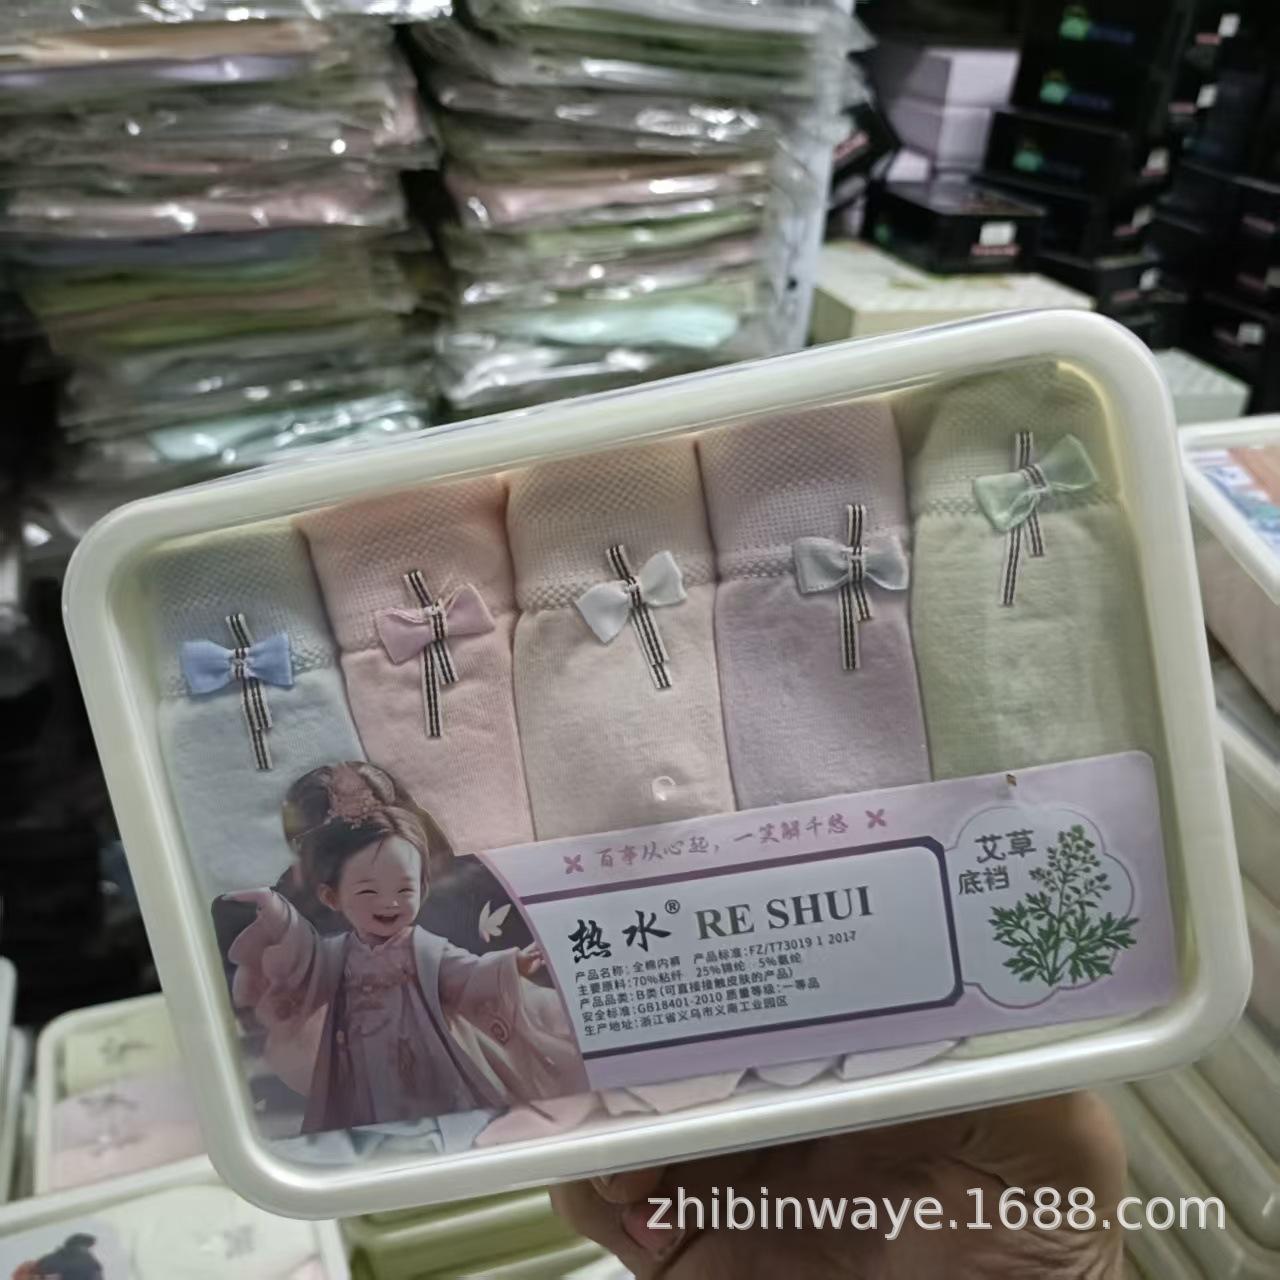 百事从心起，一笑解千愁
热水® RE SHUI
产品名称：全棉内裤 产品标准：FZ/T73019 1 2017
主要原料：70%粘纤 25%锦纶 5%氨纶
产品品类：B类(可直接接触皮肤的产品)
安全标准：GB18401-2010 质量等级：一等品
生产地址：浙江省义乌市义南工业园区
艾草
底裆
zhibinwaye.1688.com